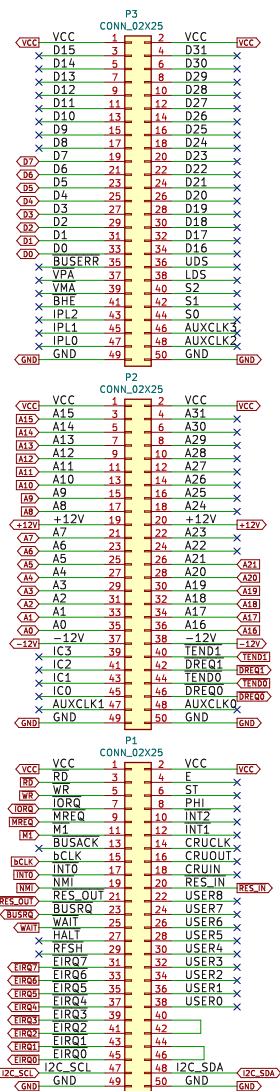 P3
CONN_02X25
VCC VCC 1 2 VCC VCC
D15 3 4 D31
D14 5 6 D30
D13 7 8 D29
D12 9 10 D28
D11 11 12 D27
D10 13 14 D26
D9 15 16 D25
D8 17 18 D24
D7 D7 19 20 D23
D6 D6 21 22 D22
D5 D5 23 24 D21
D4 D4 25 26 D20
D3 D3 27 28 D19
D2 D2 29 30 D18
D1 D1 31 32 D17
D0 D0 33 34 D16
BUSERR 35 36 UDS
VPA 37 38 LDS
VMA 39 40 S2
BHE 41 42 S1
IPL2 43 44 S0
IPL1 45 46 AUXCLK3
IPL0 47 48 AUXCLK2
GND GND 49 50 GND GND
P2
CONN_02X25
VCC VCC 1 2 VCC VCC
A15 A15 3 4 A31
A14 A14 5 6 A30
A13 A13 7 8 A29
A12 A12 9 10 A28
A11 A11 11 12 A27
A10 A10 13 14 A26
A9 A9 15 16 A25
A8 A8 17 18 A24
+12V +12V 19 20 +12V +12V
A7 A7 21 22 A23
A6 A6 23 24 A22
A5 A5 25 26 A21 A21
A4 A4 27 28 A20 A20
A3 A3 29 30 A19 A19
A2 A2 31 32 A18 A18
A1 A1 33 34 A17 A17
A0 A0 35 36 A16 A16
-12V -12V 37 38 -12V -12V
IC3 39 40 TEND1 TEND1
IC2 41 42 DREQ1 DREQ1
IC1 43 44 TEND0 TEND0
IC0 45 46 DREQ0 DREQ0
AUXCLK1 47 48 AUXCLK0
GND GND 49 50 GND GND
P1
CONN_02X25
VCC VCC 1 2 VCC VCC
RD RD 3 4 E
WR WR 5 6 ST
IORQ IORQ 7 8 PHI
MREQ MREQ 9 10 INT2
M1 M1 11 12 INT1
BUSACK 13 14 CRUCLK
bCLK bCLK 15 16 CRUOUT
INT0 INT0 17 18 CRUIN
NMI NMI 19 20 RES_IN RES_IN
RES_OUT RES_OUT 21 22 USER8
BUSRQ BUSRQ 23 24 USER7
WAIT WAIT 25 26 USER6
HALT 27 28 USER5
RFSH 29 30 USER4
EIRQ7 EIRQ7 31 32 USER3
EIRQ6 EIRQ6 33 34 USER2
EIRQ5 EIRQ5 35 36 USER1
EIRQ4 EIRQ4 37 38 USER0
EIRQ3 EIRQ3 39 40
EIRQ2 EIRQ2 41 42
EIRQ1 EIRQ1 43 44
EIRQ0 EIRQ0 45 46
I2C_SCL I2C_SCL 47 48 I2C_SDA I2C_SDA
GND GND 49 50 GND GND